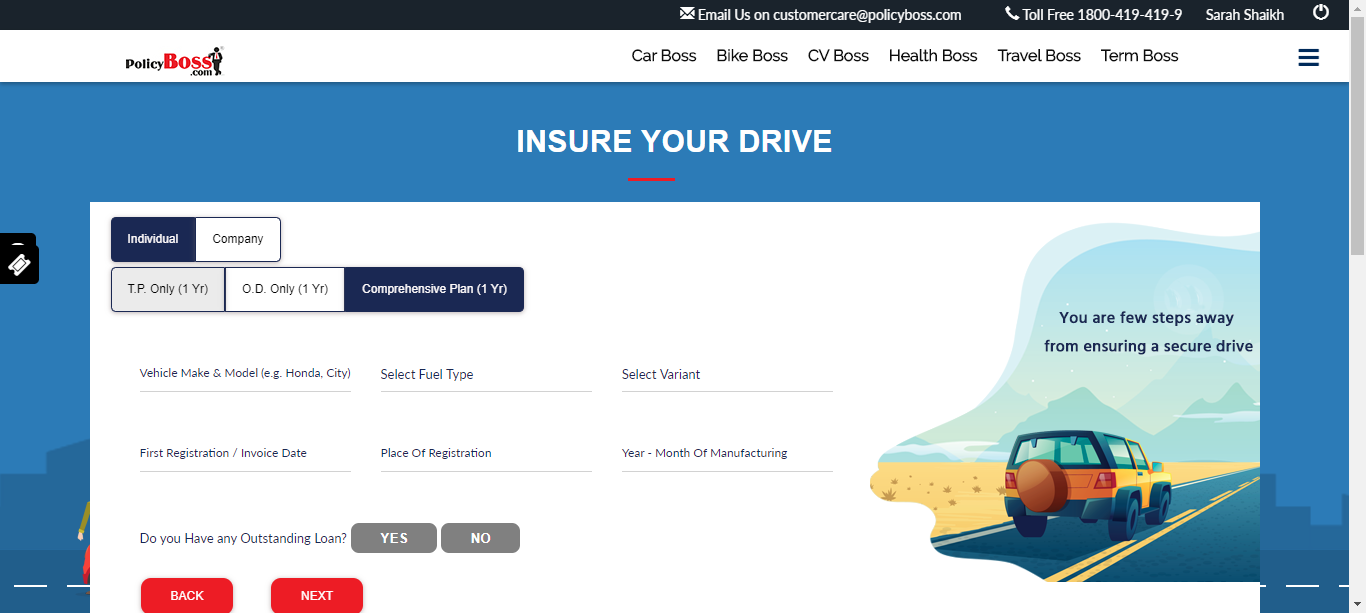 Email Us on customercare@policyboss.com Toll Free 1800-419-419-9 Sarah Shaikh
PolicyBoss.com Car Boss Bike Boss CV Boss Health Boss Travel Boss Term Boss
INSURE YOUR DRIVE
Individual Company
T.P. Only (1 Yr) O.D. Only (1 Yr) Comprehensive Plan (1 Yr)
You are few steps away
from ensuring a secure drive
Vehicle Make & Model (e.g. Honda, City) Select Fuel Type Select Variant
First Registration / Invoice Date Place Of Registration Year - Month Of Manufacturing
Do you Have any Outstanding Loan? YES NO
BACK NEXT